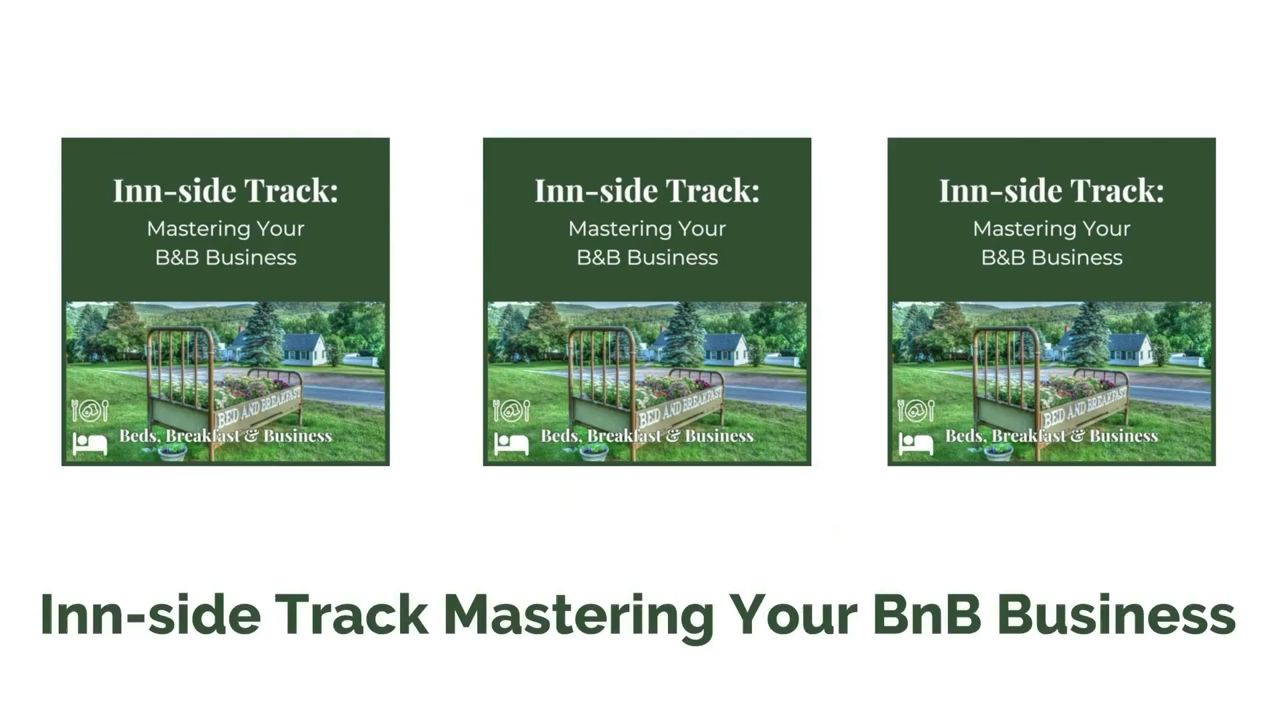 Inn-side Track:
Mastering Your
B&B Business
BED AND BREAKFAST
Beds, Breakfast & Business
Inn-side Track:
Mastering Your
B&B Business
BED AND BREAKFAST
Beds, Breakfast & Business
Inn-side Track:
Mastering Your
B&B Business
BED AND BREAKFAST
Beds, Breakfast & Business
Inn-side Track Mastering Your BnB Business